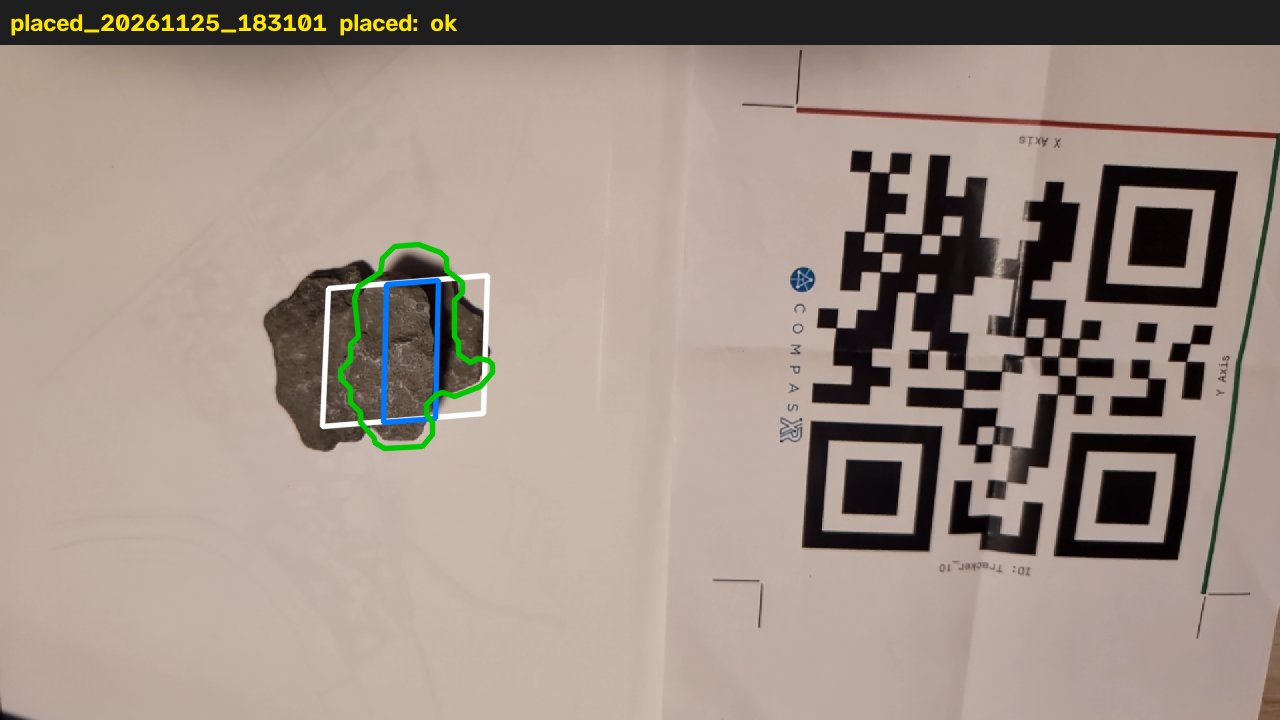 placed_20261125_183101 placed: ok
X Axis
COMPAS XR
Y Axis
ID: Tracker_10